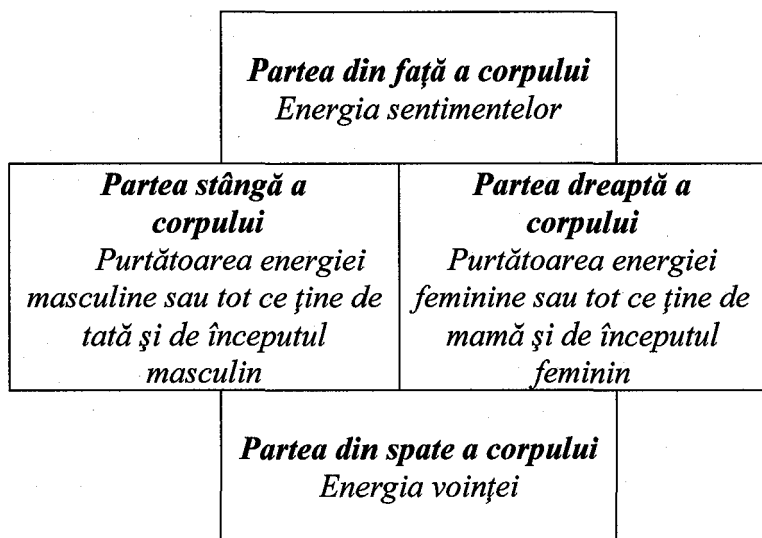 Partea din față a corpului
Energia sentimentelor
Partea stângă a
corpului
Purtătoarea energiei
masculine sau tot ce ține de
tată și de începutul
masculin
Partea dreaptă a
corpului
Purtătoarea energiei
feminine sau tot ce ține de
mamă și de începutul
feminin
Partea din spate a corpului
Energia voinței